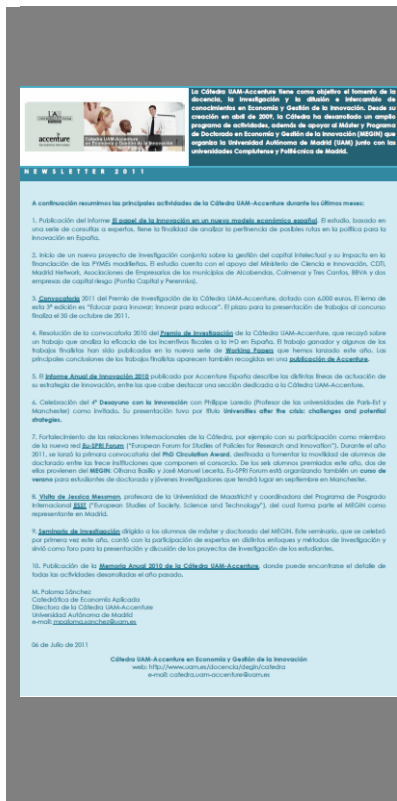 La Cátedra UAM-Accenture tiene como objetivo el fomento de la
docencia, la investigación y la difusión e intercambio de
conocimientos en Economía y Gestión de la Innovación. Desde su
creación en abril de 2009, la Cátedra ha desarrollado un amplio
programa de actividades, además de apoyar al Máster y Programa
de Doctorado en Economía y Gestión de la Innovación (MEGIN) que
organiza la Universidad Autónoma de Madrid (UAM) junto con las
universidades Complutense y Politécnica de Madrid.
accenture
Cátedra UAM-Accenture
en Economía y Gestión de la Innovación
NEWSLETTER 2011
A continuación resumimos las principales actividades de la Cátedra UAM-Accenture durante los últimos meses:
1. Publicación del informe El papel de la innovación en un nuevo modelo económico español. El estudio, basado en
una serie de consultas a expertos, tiene la finalidad de analizar la pertinencia de posibles rutas en la política para la
innovación en España.
2. Inicio de un nuevo proyecto de investigación conjunta sobre la gestión del capital intelectual y su impacto en la
financiación de las PYMEs madrileñas. El estudio cuenta con el apoyo del Ministerio de Ciencia e Innovación, CDTI,
Madrid Network, Asociaciones de Empresarios de los municipios de Alcobendas, Colmenar y Tres Cantos, BBVA y dos
empresas de capital riesgo (Fontia Capital y Perennia).
3. Convocatoria 2011 del Premio de Investigación de la Cátedra UAM-Accenture, dotado con 6.000 euros. El lema de
esta 3ª edición es "Educar para innovar; innovar para educar". El plazo para la presentación de trabajos al concurso
finaliza el 30 de octubre de 2011.
4. Resolución de la convocatoria 2010 del Premio de Investigación de la Cátedra UAM-Accenture, que recayó sobre
un trabajo que analiza la eficacia de los incentivos fiscales a la I+D en España. El trabajo ganador y algunos de los
trabajos finalistas han sido publicados en la nueva serie de Working Papers que hemos lanzado este año. Las
principales conclusiones de los trabajos finalistas aparecen también recogidas en una publicación de Accenture.
5. El Informe Anual de Innovación 2010 publicado por Accenture España describe las distintas líneas de actuación de
su estrategia de innovación, entre las que cabe destacar una sección dedicada a la Cátedra UAM-Accenture.
6. Celebración del 4º Desayuno con la Innovación con Philippe Laredo (Profesor de las universidades de París-Est y
Manchester) como invitado. Su presentación tuvo por título Universities after the crisis: challenges and potential
strategies.
7. Fortalecimiento de las relaciones internacionales de la Cátedra, por ejemplo con su participación como miembro
de la nueva red Eu-SPRI Forum ("European Forum for Studies of Policies for Research and Innovation"). Durante el año
2011, se lanzó la primera convocatoria del PhD Circulation Award, destinada a fomentar la movilidad de alumnos de
doctorado entre las trece instituciones que componen el consorcio. De los seis alumnos premiados este año, dos de
ellos provienen del MEGIN: Oihana Basilio y José Manuel Leceta. Eu-SPRI Forum está organizando también un curso de
verano para estudiantes de doctorado y jóvenes investigadores que tendrá lugar en septiembre en Manchester.
8. Visita de Jessica Mesman, profesora de la Universidad de Maastricht y coordinadora del Programa de Posgrado
Internacional ESST ("European Studies of Society, Science and Technology"), del cual forma parte el MEGIN como
representante en Madrid.
9. Seminario de Investigación dirigido a los alumnos de máster y doctorado del MEGIN. Este seminario, que se celebró
por primera vez este año, contó con la participación de expertos en distintos enfoques y métodos de investigación y
sirvió como foro para la presentación y discusión de los proyectos de investigación de los estudiantes.
10. Publicación de la Memoria Anual 2010 de la Cátedra UAM-Accenture, donde puede encontrarse el detalle de
todas las actividades desarrolladas el año pasado.
M. Paloma Sánchez
Catedrática de Economía Aplicada
Directora de la Cátedra UAM-Accenture
Universidad Autónoma de Madrid
e-mail: mpaloma.sanchez@uam.es
06 de Julio de 2011
Cátedra UAM-Accenture en Economía y Gestión de la Innovación
web: http://www.uam.es/docencia/degin/catedra
e-mail: catedra.uam-accenture@uam.es